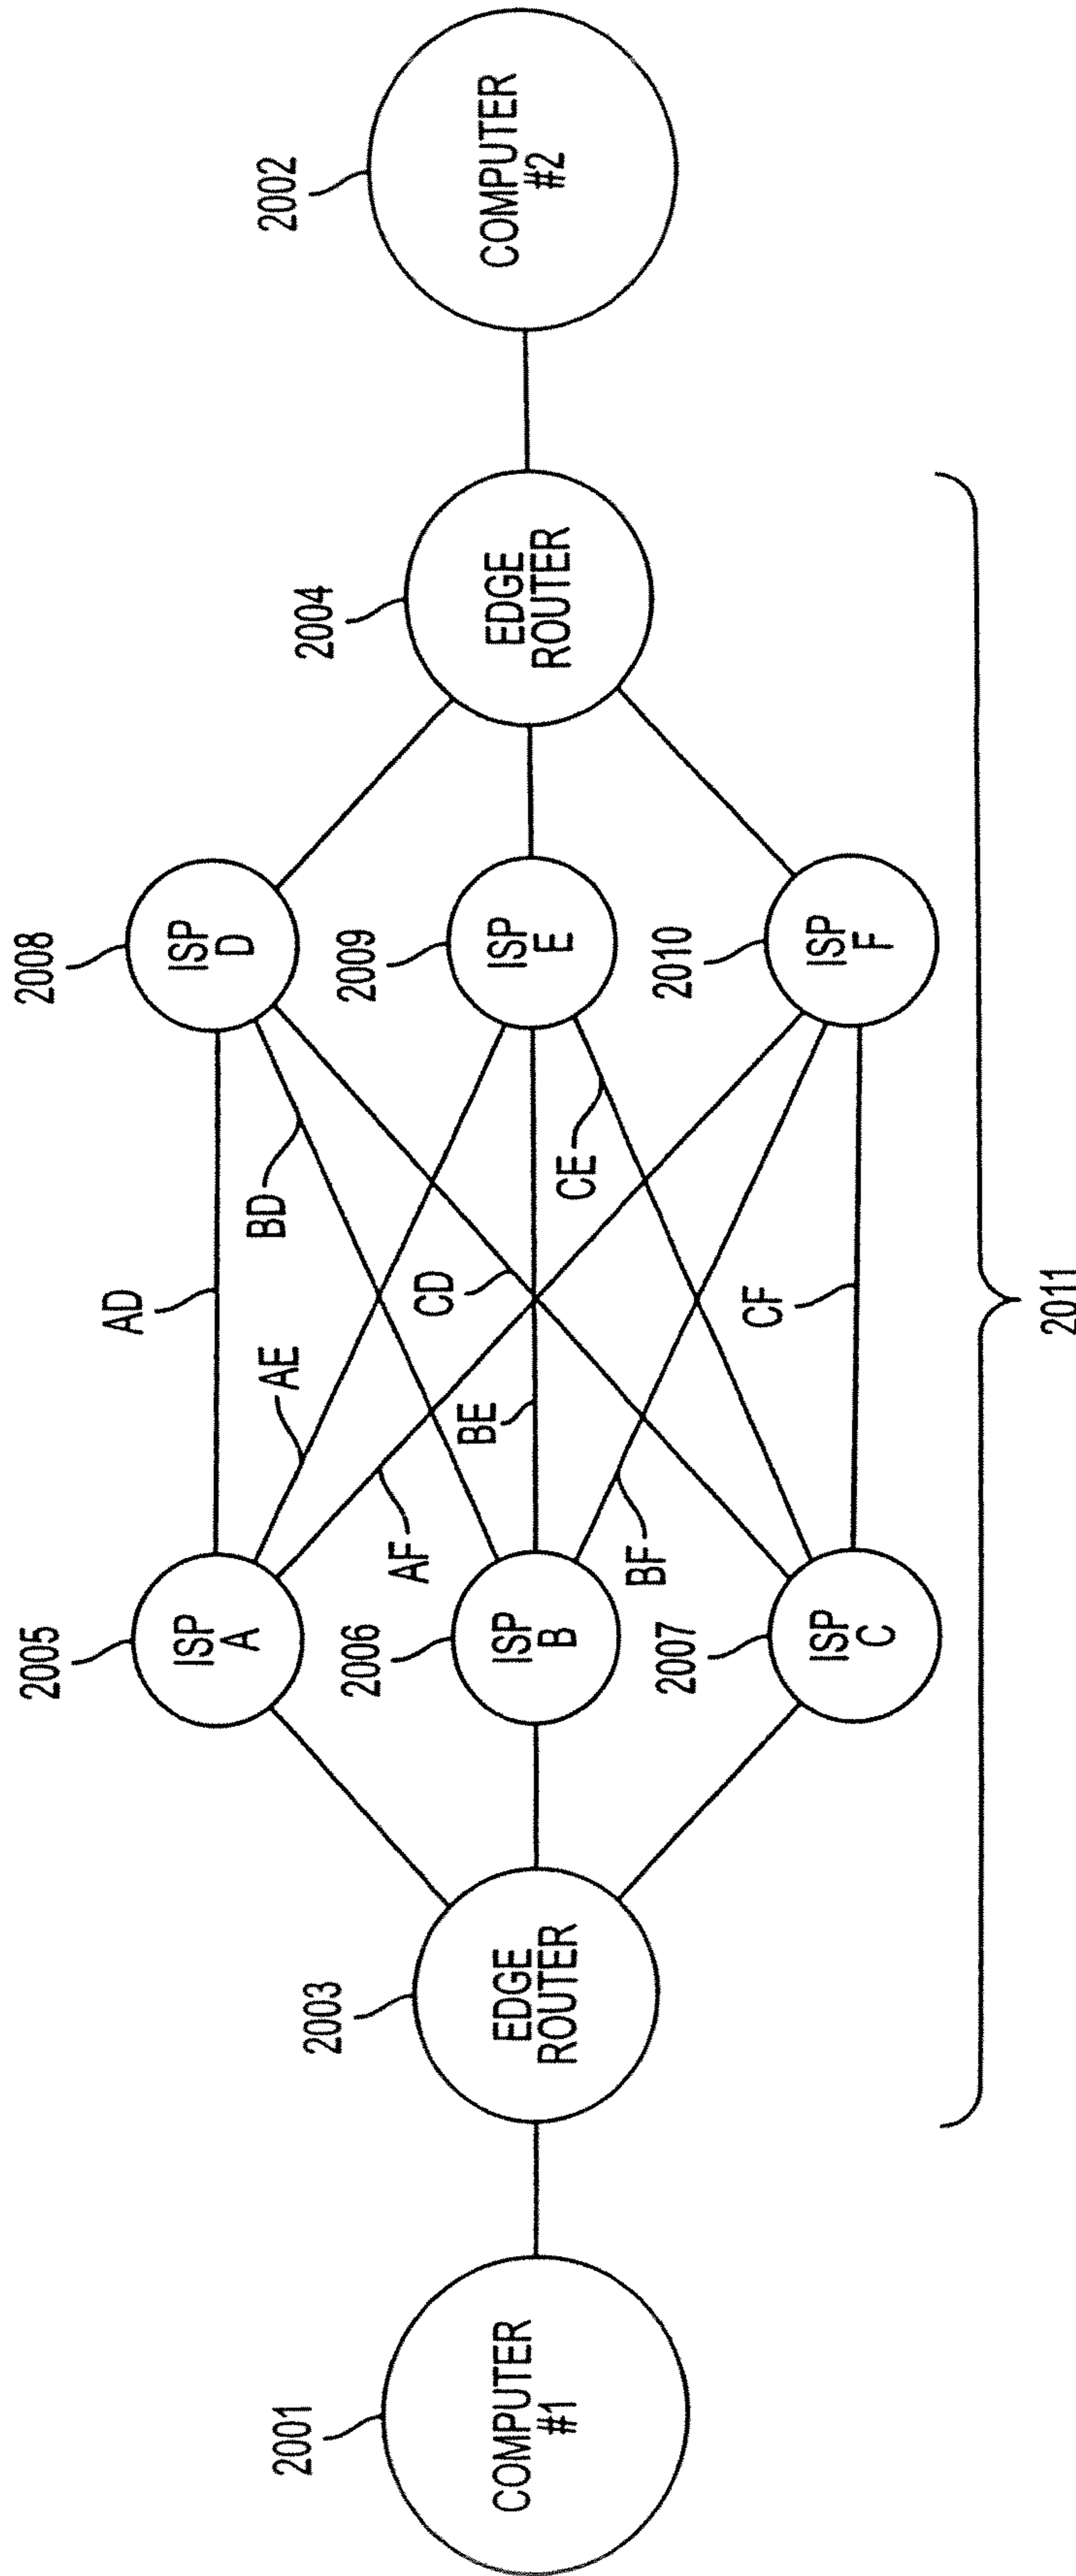 2001
COMPUTER
#1
2003
EDGE
ROUTER
2005
ISP
A
2006
ISP
B
2007
ISP
C
AD
AE
BD
AF
BE
CD
CE
BF
CF
2008
ISP
D
2009
ISP
E
2010
ISP
F
2004
EDGE
ROUTER
2002
COMPUTER
#2
2011